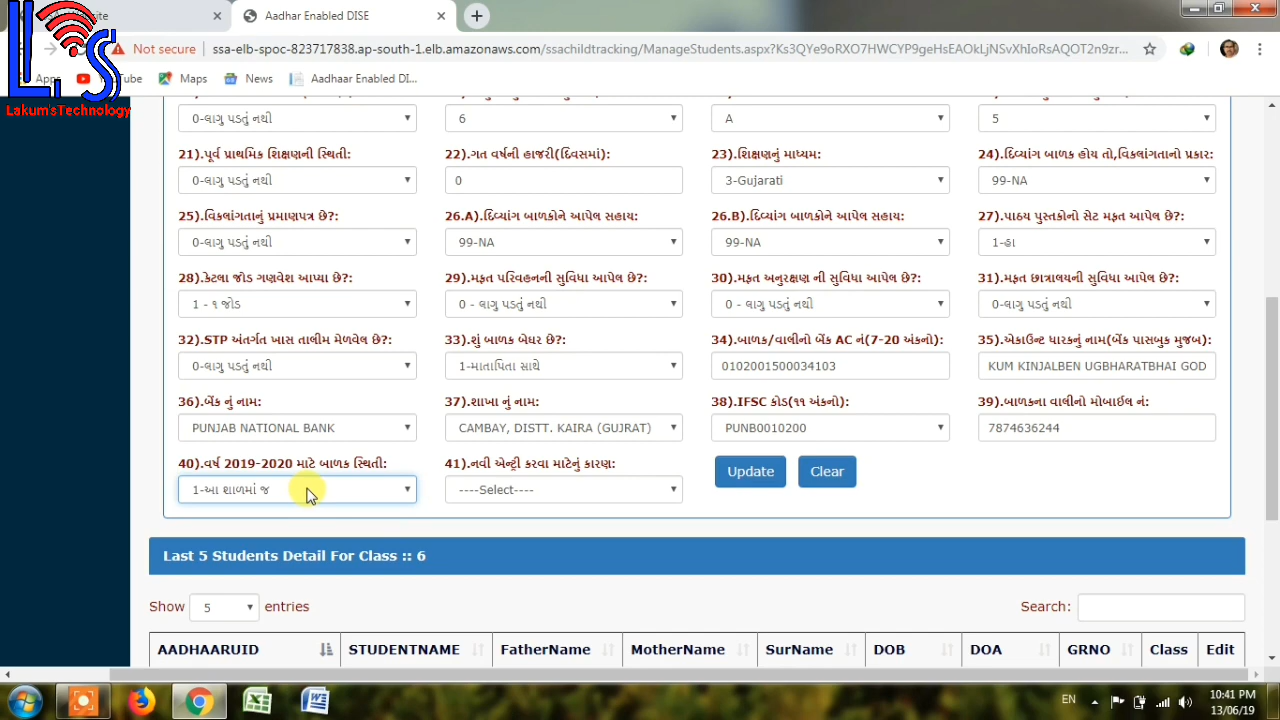 Aadhar Enabled DISE
Not secure ssa-elb-spoc-823717838.ap-south-1.elb.amazonaws.com/ssachildtracking/ManageStudents.aspx?Ks3QYe9oRXO7HWCYP9geHsEAOkLjNSvXhIoRsAQOT2n9zr...
YouTube Maps News Aadhaar Enabled DI...
L.S
Lakum'sTechnology
0-લાગુ પડતું નથી 6 A 5
21).પૂર્વ પ્રાથમિક શિક્ષણની સ્થિતી: 22).ગત વર્ષની હાજરી(દિવસમાં): 23).શિક્ષણનું માધ્યમ: 24).દિવ્યાંગ બાળક હોય તો,વિકલાંગતાનો પ્રકાર:
0-લાગુ પડતું નથી 0 3-Gujarati 99-NA
25).વિકલાંગતાનું પ્રમાણપત્ર છે?: 26.A).દિવ્યાંગ બાળકોને આપેલ સહાય: 26.B).દિવ્યાંગ બાળકોને આપેલ સહાય: 27).પાઠય પુસ્તકોનો સેટ મફત આપેલ છે?:
0-લાગુ પડતું નથી 99-NA 99-NA 1-હા
28).કેટલા જોડ ગણવેશ આપ્યા છે?: 29).મફત પરિવહનની સુવિધા આપેલ છે?: 30).મફત અનુરક્ષણ ની સુવિધા આપેલ છે?: 31).મફત છાત્રાલયની સુવિધા આપેલ છે?:
1 - ૧ જોડ 0 - લાગુ પડતું નથી 0 - લાગુ પડતું નથી 0-લાગુ પડતું નથી
32).STP અંતર્ગત ખાસ તાલીમ મેળવેલ છે?: 33).શું બાળક બેઘર છે?: 34).બાળક/વાલીનો બેંક AC નં(7-20 અંકનો): 35).એકાઉન્ટ ધારકનું નામ(બેંક પાસબુક મુજબ):
0-લાગુ પડતું નથી 1-માતાપિતા સાથે 0102001500034103 KUM KINJALBEN UGBHARATBHAI GOD
36).બેંક નું નામ: 37).શાખા નું નામ: 38).IFSC કોડ(૧૧ અંકનો): 39).બાળકના વાલીનો મોબાઈલ નં:
PUNJAB NATIONAL BANK CAMBAY, DISTT. KAIRA (GUJRAT) PUNB0010200 7874636244
40).વર્ષ 2019-2020 માટે બાળક સ્થિતી: 41).નવી એન્ટ્રી કરવા માટેનું કારણ: Update Clear
1-આ શાળમાં જ ----Select----
Last 5 Students Detail For Class :: 6
Show 5 entries Search:
AADHAARUID STUDENTNAME FatherName MotherName SurName DOB DOA GRNO Class Edit
EN 10:41 PM
13/06/19